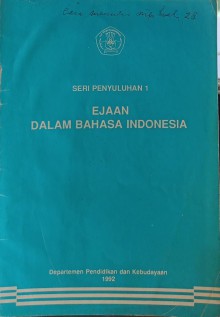 SERI PENYULUHAN 1
EJAAN
DALAM BAHASA INDONESIA
Departemen Pendidikan dan Kebudayaan
1992